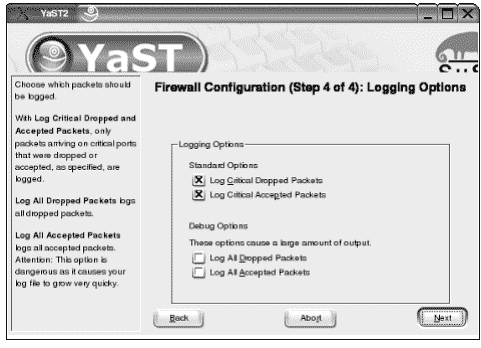 YaST2
YaST
Choose which packets should
be logged.
With Log Critical Dropped and
Accepted Packets, only
packets arriving on critical ports
that were dropped or
accepted, as specified, are
logged.
Log All Dropped Packets logs
all dropped packets.
Log All Accepted Packets
logs all accepted packets.
Attention: This option is
dangerous as it causes your
log file to grow very quicky.
Firewall Configuration (Step 4 of 4): Logging Options
Logging Options
Standard Options
Log Critical Dropped Packets
Log Critical Accepted Packets
Debug Options
These options cause a large amount of output.
Log All Dropped Packets
Log All Accepted Packets
Back
Abort
Next